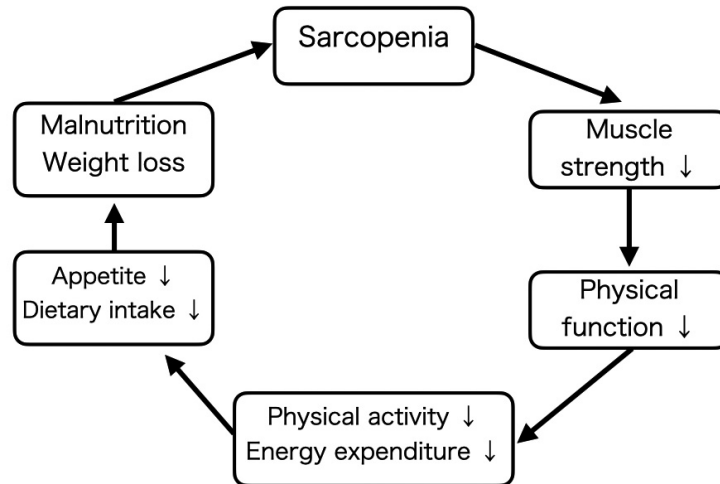 Sarcopenia
Muscle
strength ↓
Physical
function ↓
Physical activity ↓
Energy expenditure ↓
Appetite ↓
Dietary intake ↓
Malnutrition
Weight loss